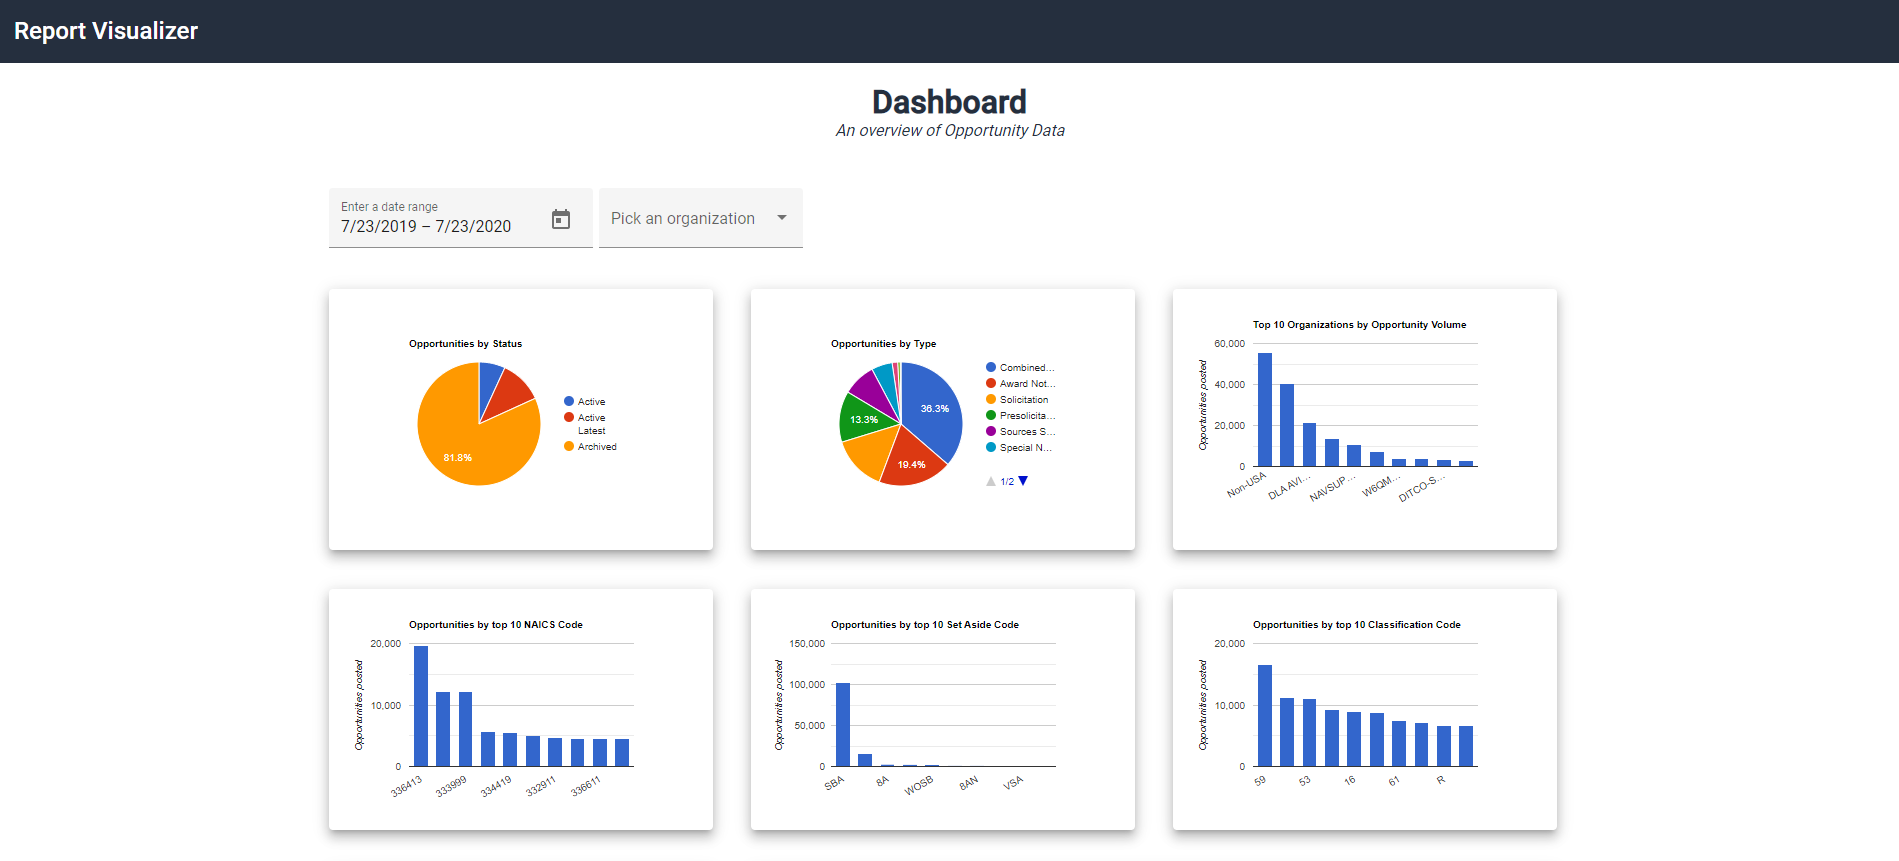 Report Visualizer
Dashboard
An overview of Opportunity Data
Enter a date range
7/23/2019 – 7/23/2020
Pick an organization
Opportunities by Status
81.8%
Active
Active
Latest
Archived
Opportunities by Type
36.3%
19.4%
13.3%
Combined...
Award Not...
Solicitation
Presolicita...
Sources S...
Special N...
1/2
Top 10 Organizations by Opportunity Volume
Opportunities posted
60,000
40,000
20,000
0
Non-USA
DLA AVI...
NAVSUP...
W6QM...
DITCO-S...
Opportunities by top 10 NAICS Code
Opportunities posted
20,000
10,000
0
336413
333999
334419
332911
336611
Opportunities by top 10 Set Aside Code
Opportunities posted
150,000
100,000
50,000
0
SBA
8A
WOSB
8AN
VSA
Opportunities by top 10 Classification Code
Opportunities posted
20,000
10,000
0
59
53
16
61
R